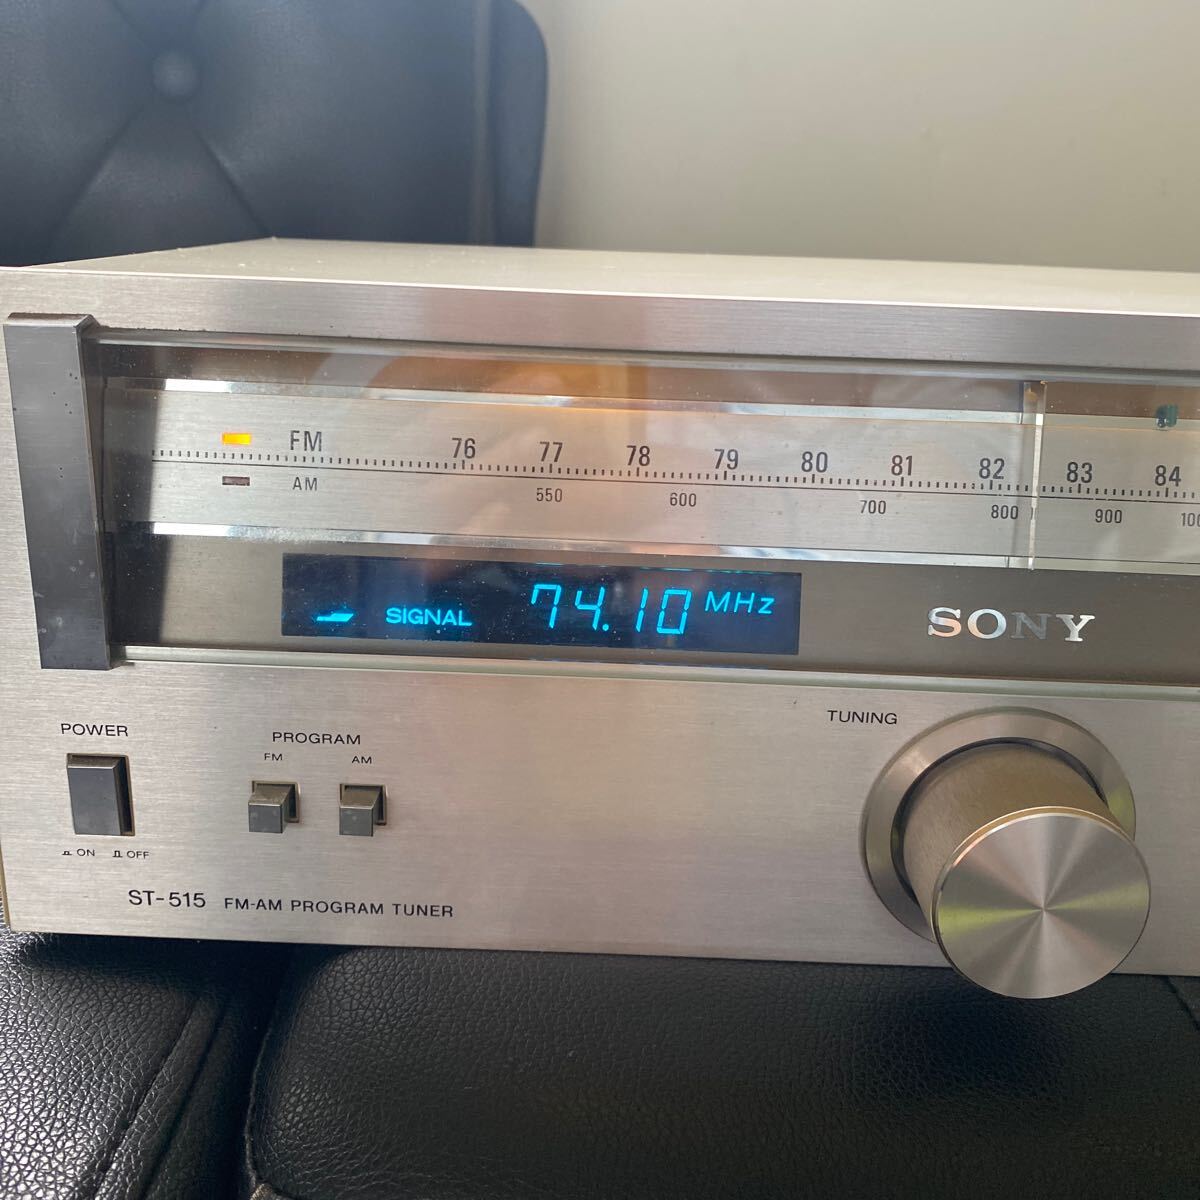 FM 76 77 78 79 80 81 82 83 84
AM 550 600 700 800 900
SIGNAL 74.10 MHz
SONY
POWER
PROGRAM
FM AM
TUNING
ON OFF
ST-515 FM-AM PROGRAM TUNER